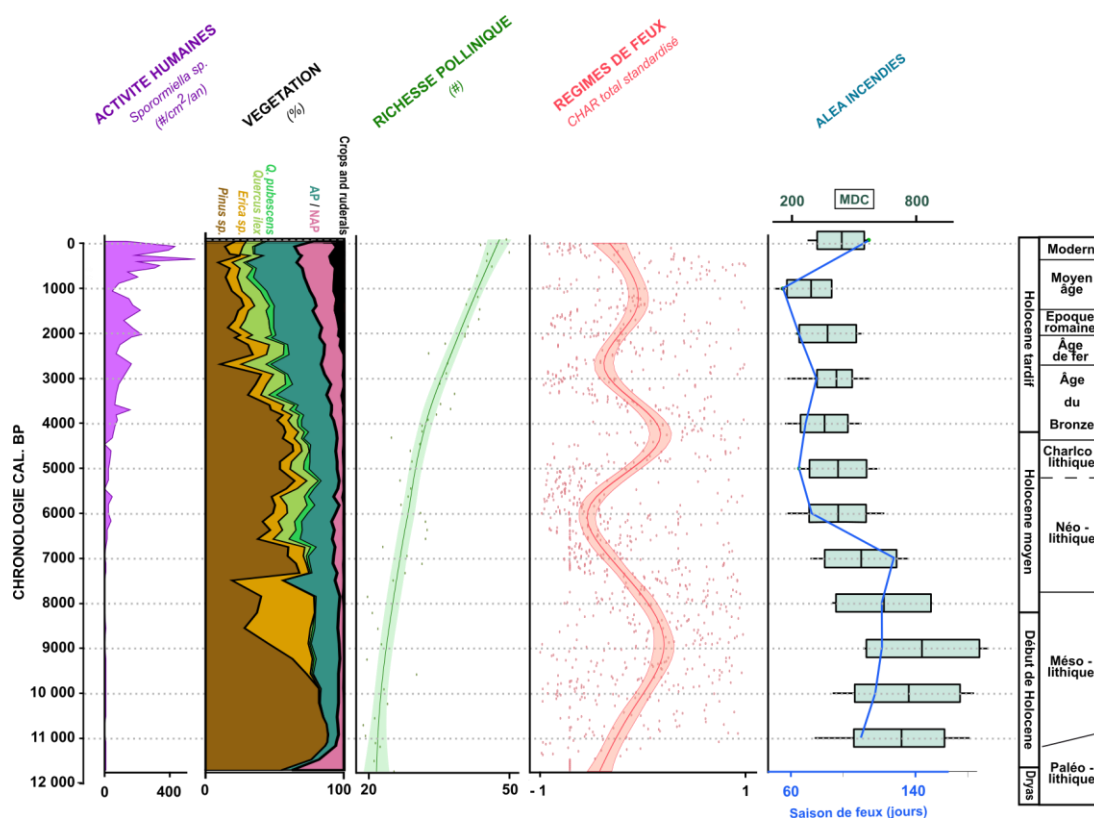 ACTIVITE HUMAINES
Sporormiella sp.
(#/cm²/an)
VEGETATION
(%)
RICHESSE POLLINIQUE
(#)
REGIMES DE FEUX
CHAR total standardisé
ALEA INCENDIES
Pinus sp.
Erica sp.
Quercus ilex
Q. pubescens
AP / NAP
Crops and ruderals
200 MDC 800
CHRONOLOGIE CAL. BP
0
1000
2000
3000
4000
5000
6000
7000
8000
9000
10 000
11 000
12 000
0 400
0 100
20 50
- 1 1
60 140
Saison de feux (jours)
Holocene tardif
Holocene moyen
Début de Holocene
Dryas
Modern
Moyen
âge
Epoque
romaine
Âge
de fer
Âge
du
Bronze
Charlco
lithique
Néo -
lithique
Méso -
lithique
Paléo -
lithique